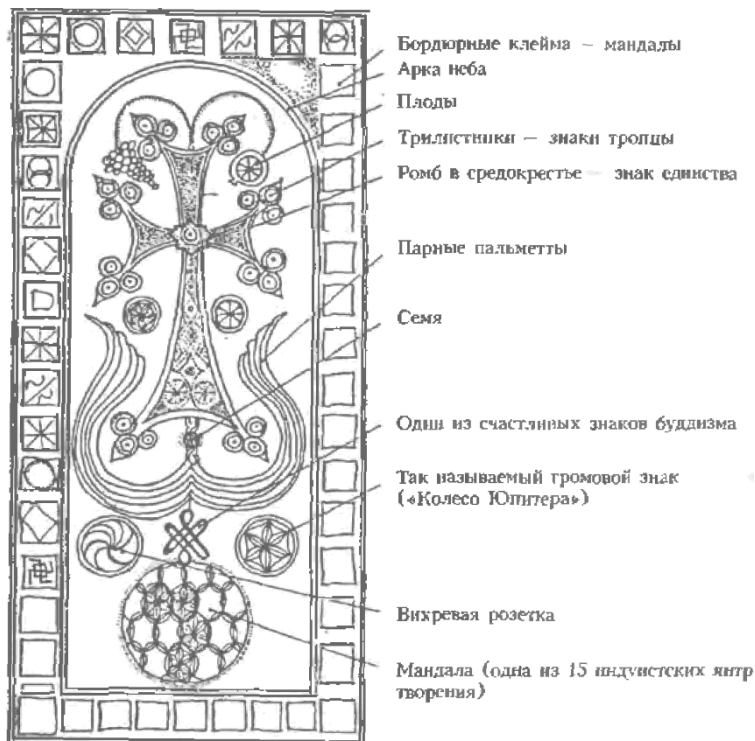 Бордюрные клейма – мандалы
Арка неба
Плоды
Трилистники – знаки троицы
Ромб в средокрестье – знак единства
Парные пальметты
Семя
Один из счастливых знаков буддизма
Так называемый громовой знак
(«Колесо Юпитера»)
Вихревая розетка
Мандала (одна из 15 индуистских янтр
творения)